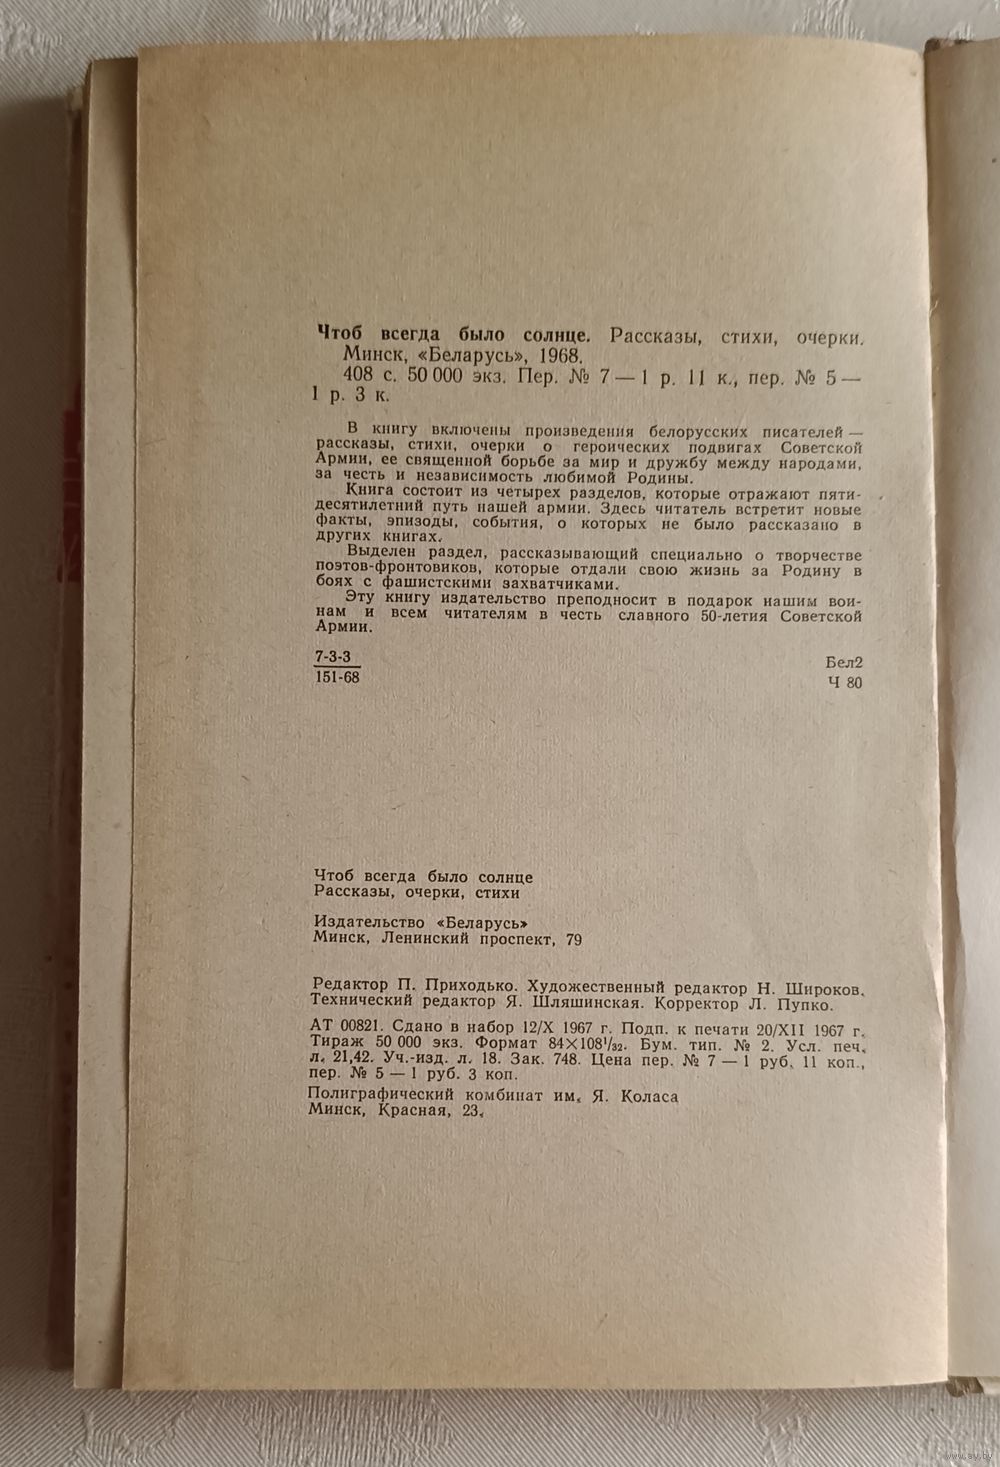 Чтоб всегда было солнце. Рассказы, стихи, очерки.
Минск, «Беларусь», 1968.
408 с. 50 000 экз. Пер. № 7 — 1 р. 11 к., пер. № 5 —
1 р. 3 к.
В книгу включены произведения белорусских писателей —
рассказы, стихи, очерки о героических подвигах Советской
Армии, ее священной борьбе за мир и дружбу между народами,
за честь и независимость любимой Родины.
Книга состоит из четырех разделов, которые отражают пяти-
десятилетний путь нашей армии. Здесь читатель встретит новые
факты, эпизоды, события, о которых не было рассказано в
других книгах.
Выделен раздел, рассказывающий специально о творчестве
поэтов-фронтовиков, которые отдали свою жизнь за Родину в
боях с фашистскими захватчиками.
Эту книгу издательство преподносит в подарок нашим вои-
нам и всем читателям в честь славного 50-летия Советской
Армии.
7-3-3
151-68
Бел2
Ч 80
Чтоб всегда было солнце
Рассказы, очерки, стихи
Издательство «Беларусь»
Минск, Ленинский проспект, 79
Редактор П. Приходько. Художественный редактор Н. Широков.
Технический редактор Я. Шляшинская. Корректор Л. Пупко.
АТ 00821. Сдано в набор 12/X 1967 г. Подп. к печати 20/XII 1967 г.
Тираж 50 000 экз. Формат 84×108¹/₃₂. Бум. тип. № 2. Усл. печ.
л. 21,42. Уч.-изд. л. 18. Зак. 748. Цена пер. № 7 — 1 руб. 11 коп.,
пер. № 5 — 1 руб. 3 коп.
Полиграфический комбинат им. Я. Коласа
Минск, Красная, 23.
www.av.by